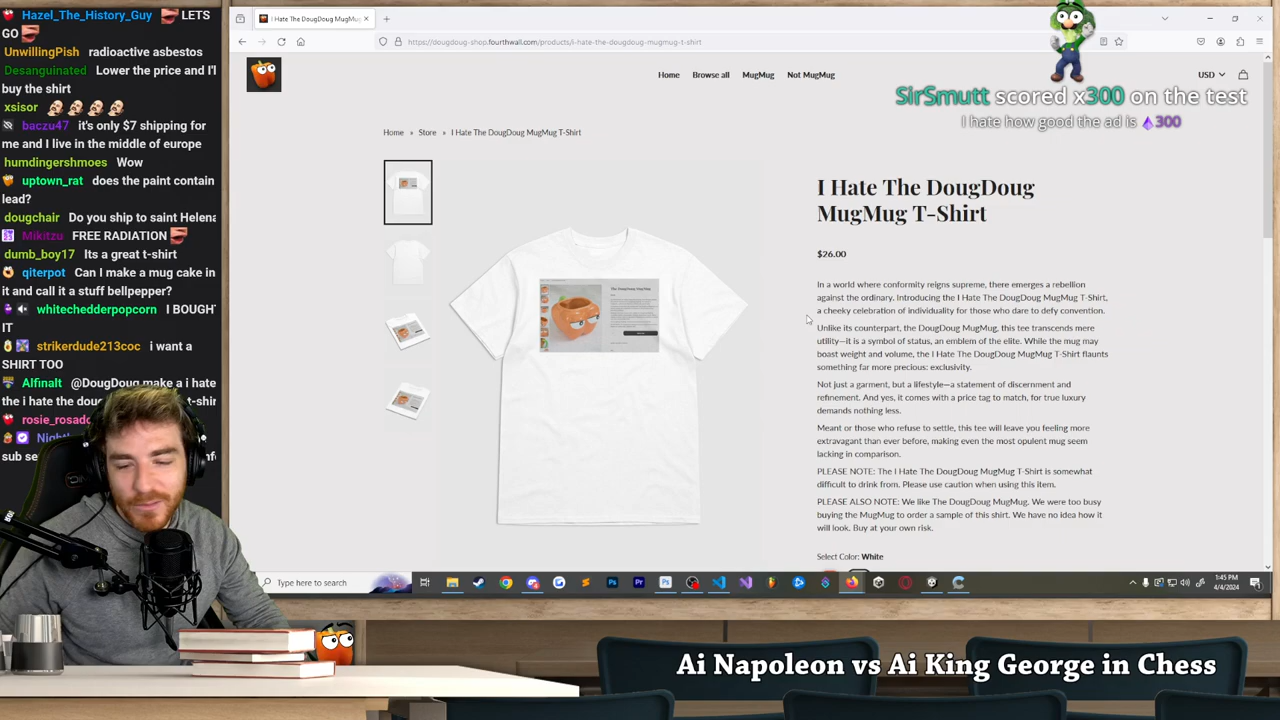 Hazel_The_History_Guy LETS
GO
UnwillingPish radioactive asbestos
Desanguinated Lower the price and I'l
buy the shirt
xsisor
baczu47 it's only $7 shipping for
me and I live in the middle of europe
humdingershmoes Wow
uptown_rat does the paint contain
lead?
dougchair Do you ship to saint Helena
Mikitzu FREE RADIATION
dumb_boy17 Its a great t-shirt
qiterpot Can I make a mug cake in
it and call it a stuff bellpepper?
whitechedderpopcorn I BOUGHT
IT
strikerdude213coc i want a
SHIRT TOO
Alfinalt @DougDoug make a i hate
the i hate the dou
rosie_rosado
Night
sub se
I Hate The DougDoug MugMug T-S
https://dougdoug-shop.fourthwall.com/products/i-hate-the-dougdoug-mugmug-t-shirt
Home Browse all MugMug Not MugMug
USD
SirSmutt scored x300 on the test
I hate how good the ad is 300
Home • Store • I Hate The DougDoug MugMug T-Shirt
I Hate The DougDoug
MugMug T-Shirt
$26.00
In a world where conformity reigns supreme, there emerges a rebellion
against the ordinary. Introducing the I Hate The DougDoug MugMug T-Shirt,
a cheeky celebration of individuality for those who dare to defy convention.
Unlike its counterpart, the DougDoug MugMug, this tee transcends mere
utility—it is a symbol of status, an emblem of the elite. While the mug may
boast weight and volume, the I Hate The DougDoug MugMug T-Shirt flaunts
something far more precious: exclusivity.
Not just a garment, but a lifestyle—a statement of discernment and
refinement. And yes, it comes with a price tag to match, for true luxury
demands nothing less.
Meant or those who refuse to settle, this tee will leave you feeling more
extravagant than ever before, making even the most opulent mug seem
lacking in comparison.
PLEASE NOTE: The I Hate The DougDoug MugMug T-Shirt is somewhat
difficult to drink from. Please use caution when using this item.
PLEASE ALSO NOTE: We like The DougDoug MugMug. We were too busy
buying the MugMug to order a sample of this shirt. We have no idea how it
will look. Buy at your own risk.
Select Color: White
The DougDoug MugMug
Type here to search
1:45 PM
4/4/2024
Ai Napoleon vs Ai King George in Chess